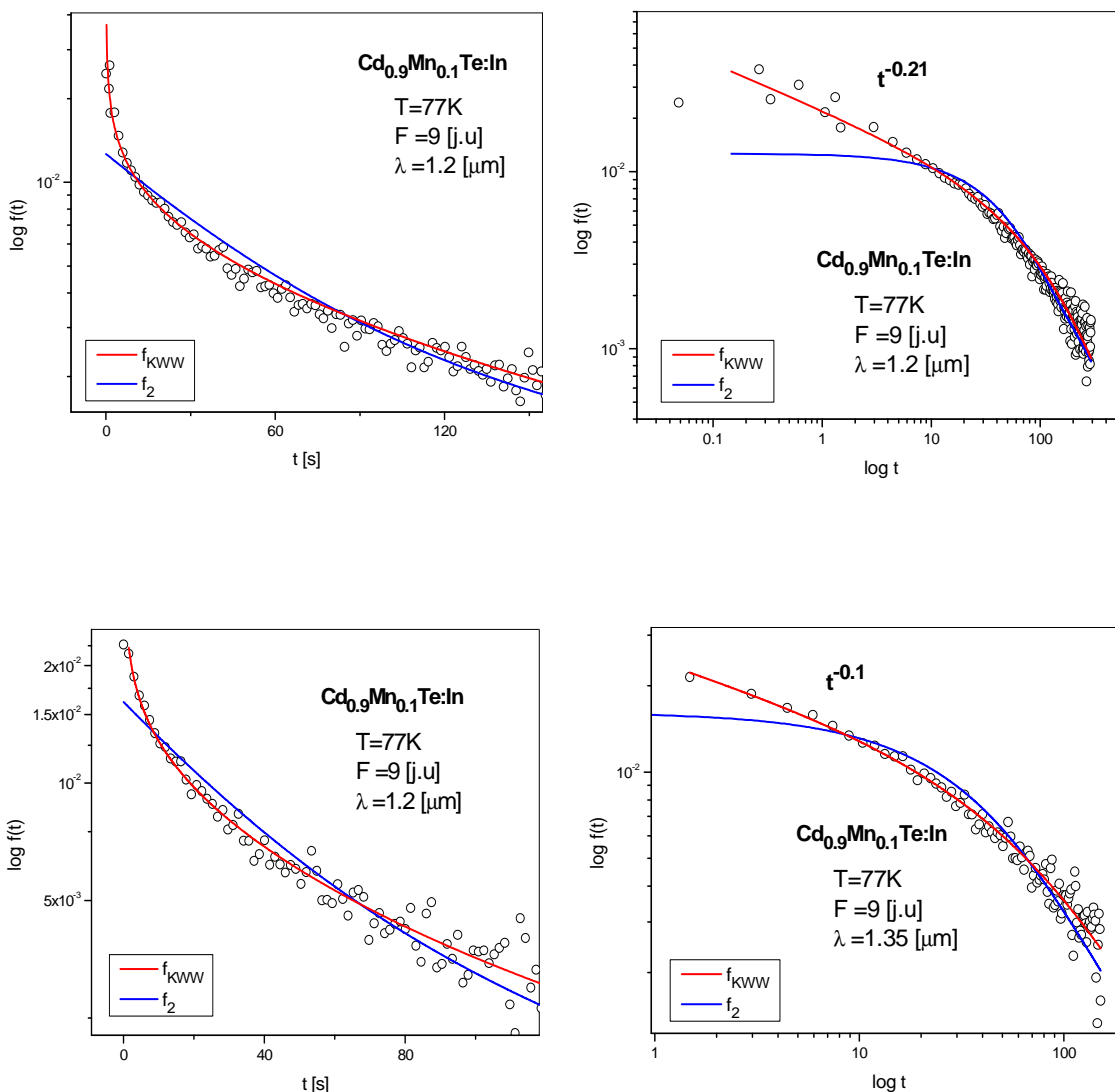 log f(t)
10⁻²
Cd₀.₉Mn₀.₁Te:In
T=77K
F =9 [j.u]
λ =1.2 [μm]
f_KWW
f₂
0
60
120
t [s]
log f(t)
10⁻²
10⁻³
t⁻⁰·²¹
Cd₀.₉Mn₀.₁Te:In
T=77K
F =9 [j.u]
λ =1.2 [μm]
f_KWW
f₂
0.1
1
10
100
log t
log f(t)
2x10⁻²
1.5x10⁻²
10⁻²
5x10⁻³
Cd₀.₉Mn₀.₁Te:In
T=77K
F =9 [j.u]
λ =1.2 [μm]
f_KWW
f₂
0
40
80
t [s]
log f(t)
10⁻²
t⁻⁰·¹
Cd₀.₉Mn₀.₁Te:In
T=77K
F =9 [j.u]
λ =1.35 [μm]
f_KWW
f₂
1
10
100
log t